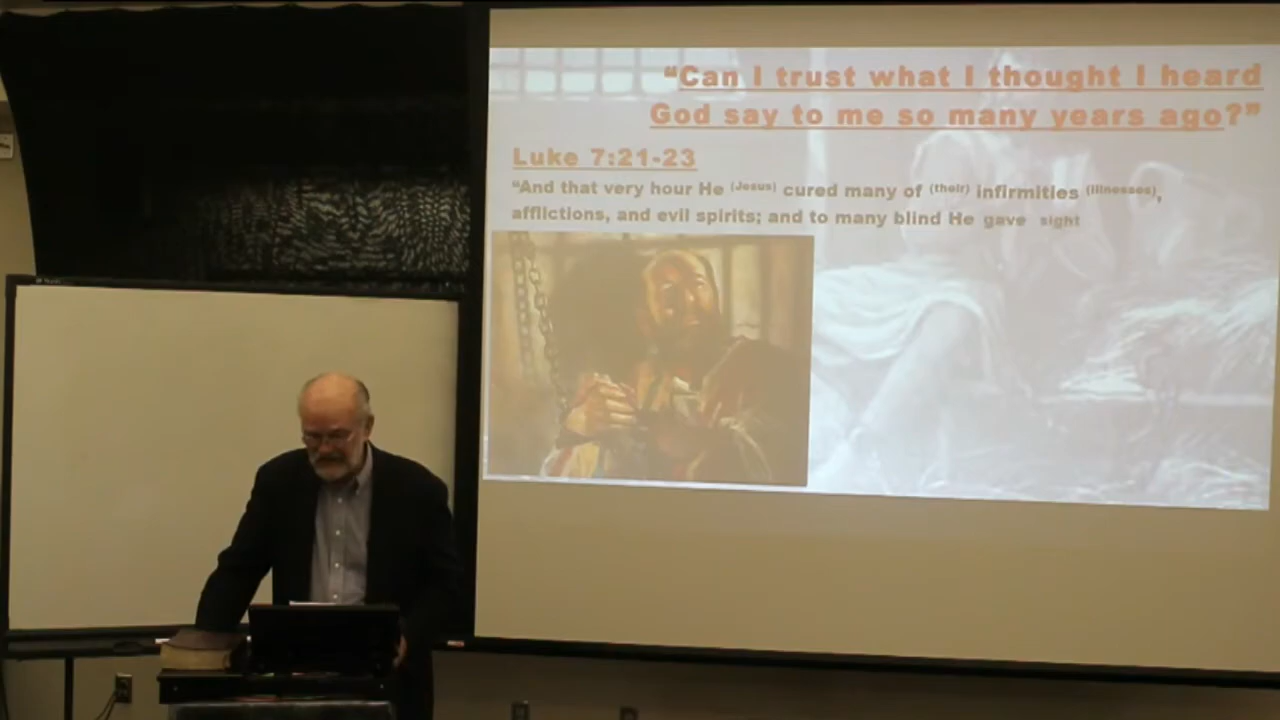 “Can I trust what I thought I heard
God say to me so many years ago?”
Luke 7:21-23
“And that very hour He (Jesus) cured many of (their) infirmities (illnesses),
afflictions, and evil spirits; and to many blind He gave sight